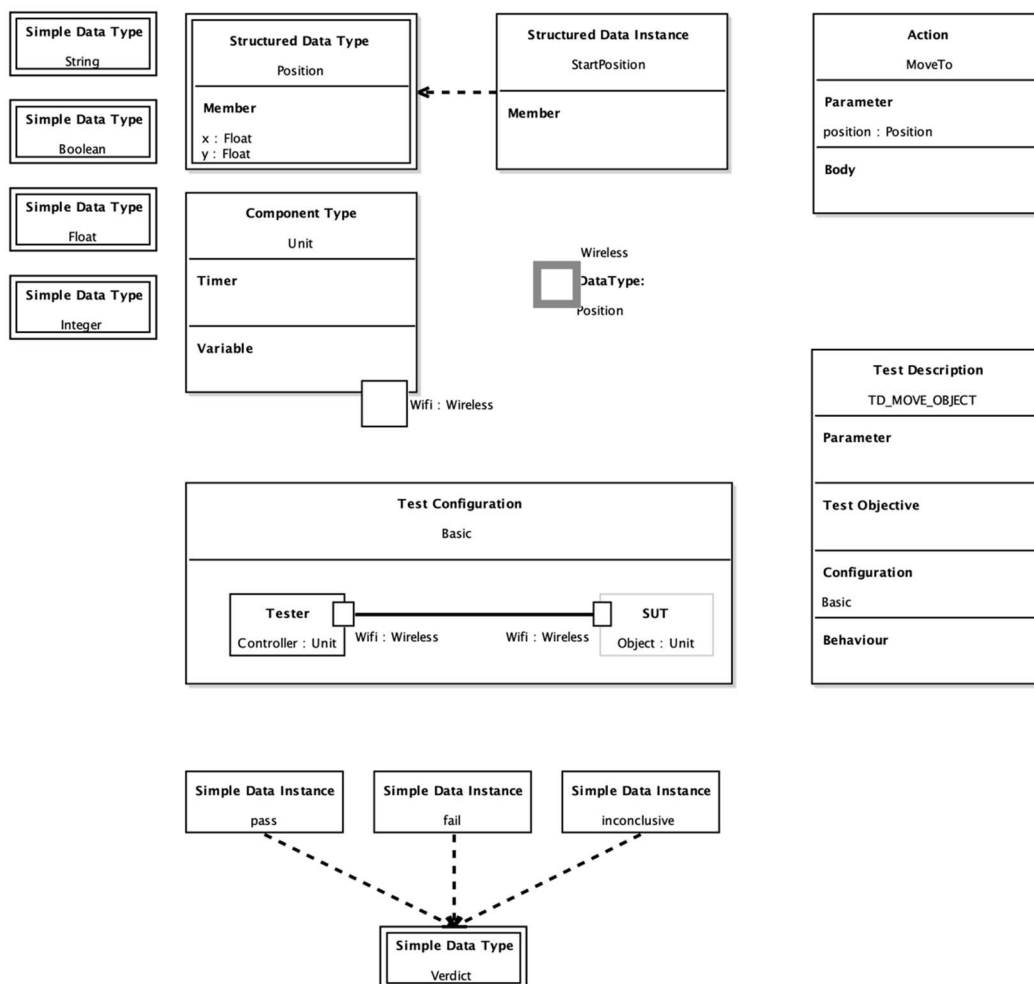 Simple Data Type
String
Simple Data Type
Boolean
Simple Data Type
Float
Simple Data Type
Integer
Structured Data Type
Position
Member
x : Float
y : Float
Structured Data Instance
StartPosition
Member
Action
MoveTo
Parameter
position : Position
Body
Component Type
Unit
Timer
Variable
Wifi : Wireless
Wireless
DataType:
Position
Test Description
TD_MOVE_OBJECT
Parameter
Test Objective
Configuration
Basic
Behaviour
Test Configuration
Basic
Tester
Controller : Unit
Wifi : Wireless
Wifi : Wireless
SUT
Object : Unit
Simple Data Instance
pass
Simple Data Instance
fail
Simple Data Instance
inconclusive
Simple Data Type
Verdict